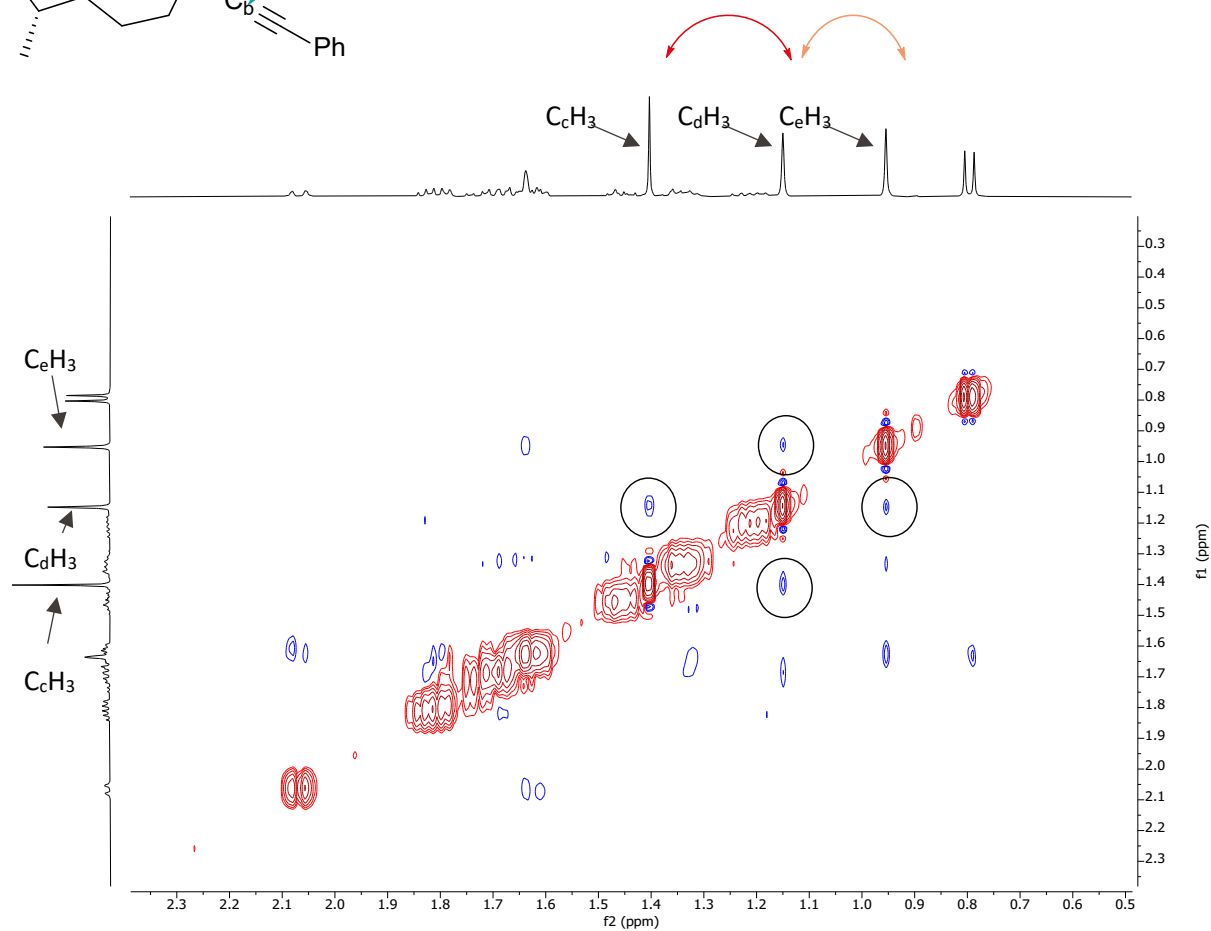 Cb
Ph
CcH3 CdH3 CeH3
0.3
0.4
0.5
0.6
CeH3
0.7
0.8
0.9
1.0
1.1
1.2
CdH3
1.3
1.4
1.5
1.6
CcH3
1.7
1.8
1.9
2.0
2.1
2.2
2.3
f1 (ppm)
2.3 2.2 2.1 2.0 1.9 1.8 1.7 1.6 1.5 1.4 1.3 1.2 1.1 1.0 0.9 0.8 0.7 0.6 0.5
f2 (ppm)